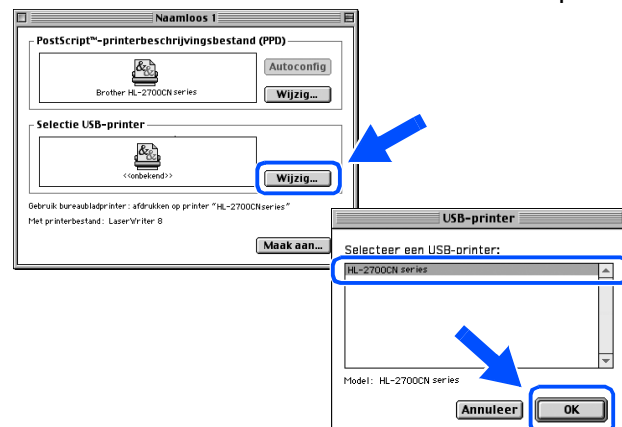 Naamloos 1
PostScript™-printerbeschrijvingsbestand (PPD)
Autoconfig
Brother HL-2700CN series
Wijzig...
Selectie USB-printer
<<onbekend>>
Wijzig...
Gebruik bureaubladprinter: afdrukken op printer "HL-2700CNseries"
Met printerbestand: LaserWriter 8
Maak aan...
USB-printer
Selecteer een USB-printer:
HL-2700CN series
Model: HL-2700CN series
Annuleer
OK